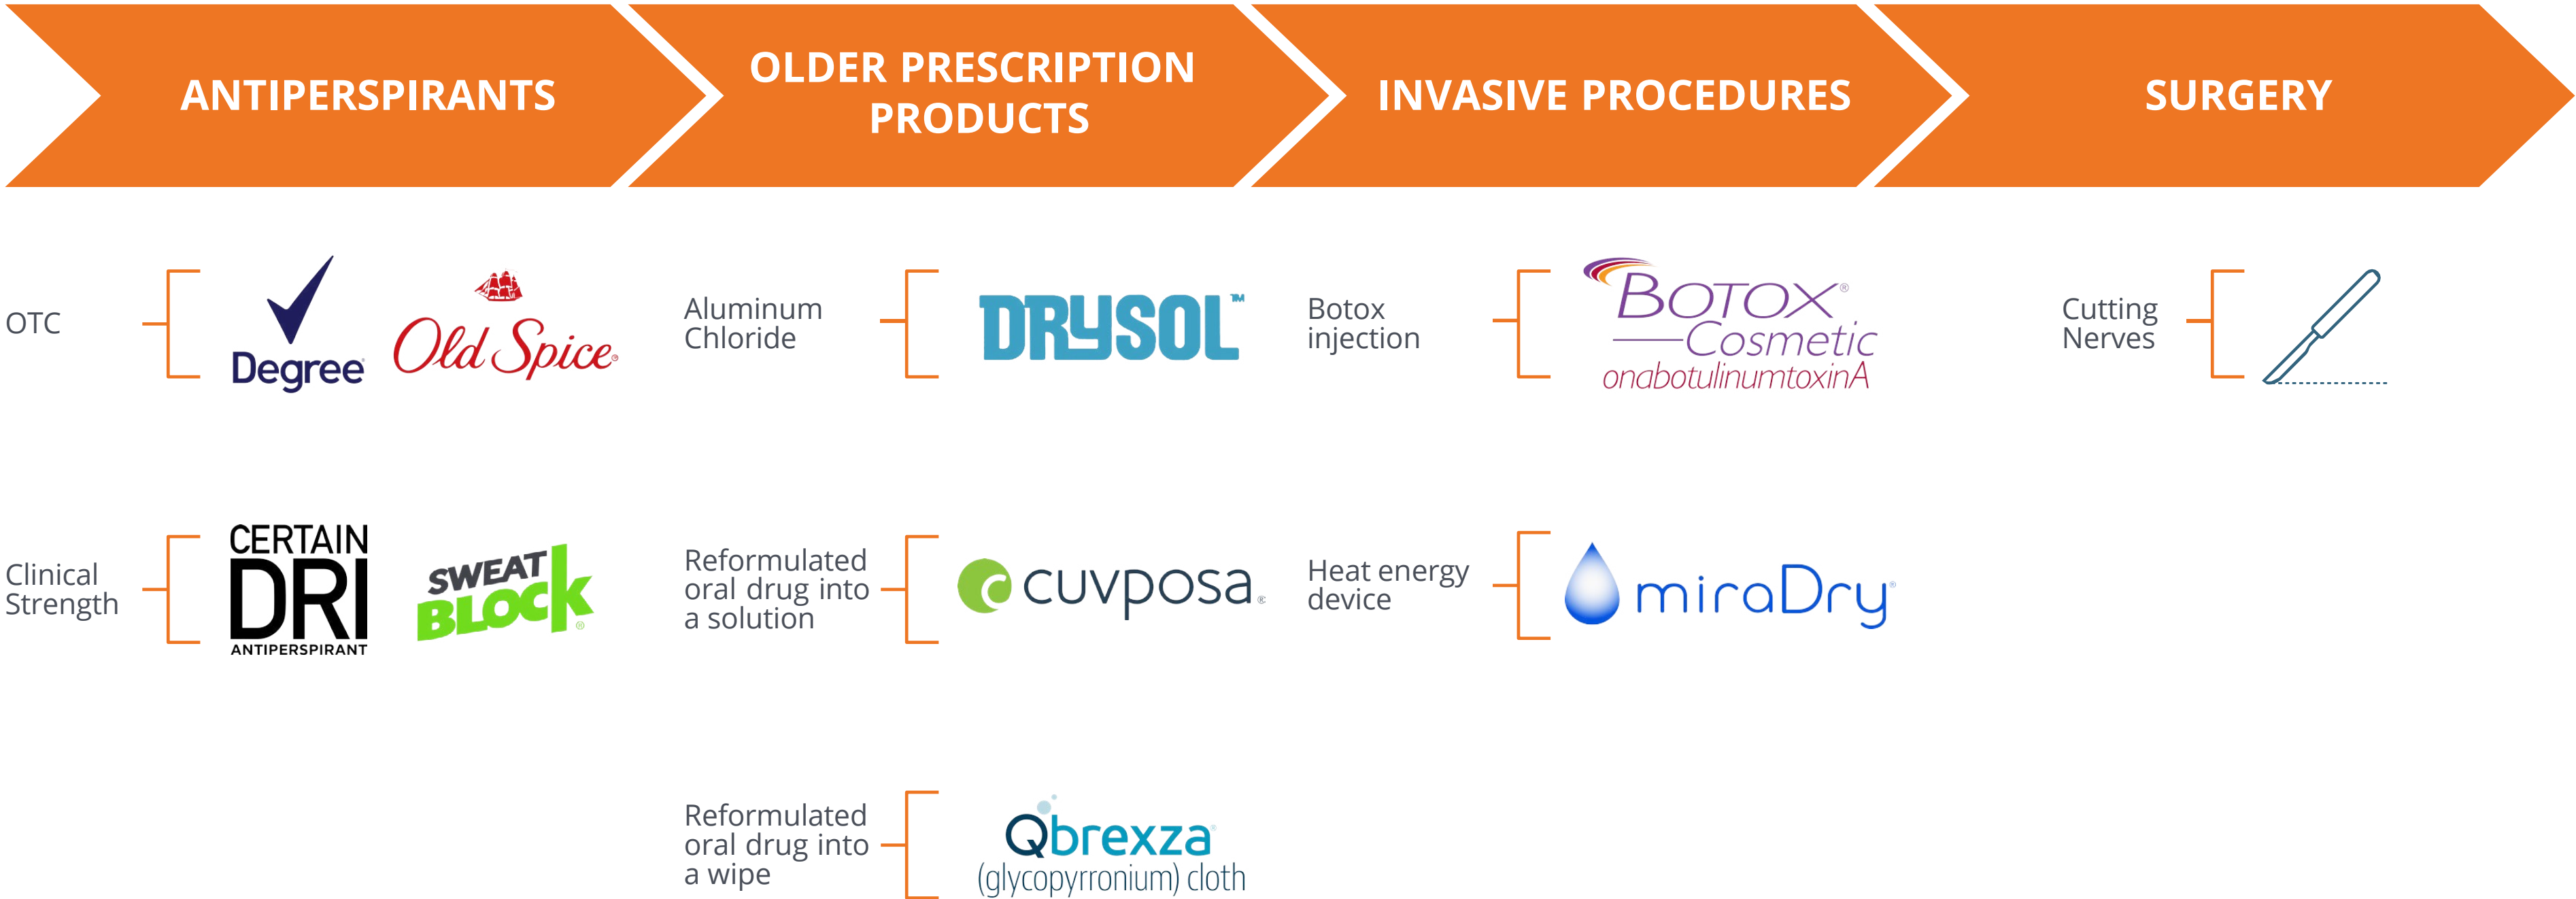 ANTIPERSPIRANTS
OLDER PRESCRIPTION
PRODUCTS
INVASIVE PROCEDURES
SURGERY
OTC
Degree®
Old Spice®
Clinical
Strength
CERTAIN
DRI
ANTIPERSPIRANT
SWEAT
BLOCK®
Aluminum
Chloride
DRYSOL™
Reformulated
oral drug into
a solution
cuvposa®
Reformulated
oral drug into
a wipe
Qbrexza®
(glycopyrronium) cloth
Botox
injection
BOTOX®
Cosmetic
onabotulinumtoxinA
Heat energy
device
miraDry®
Cutting
Nerves